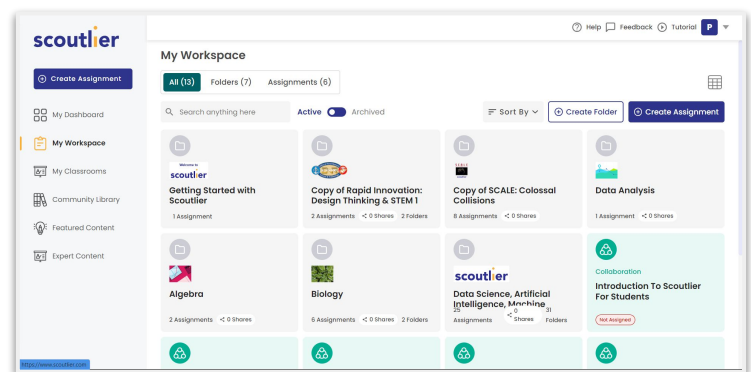 scoutlier
Help Feedback Tutorial P
My Workspace
Create Assignment
All (13) Folders (7) Assignments (6)
My Dashboard
Search anything here Active Archived Sort By Create Folder Create Assignment
My Workspace
My Classrooms
Community Library
Featured Content
Expert Content
Welcome to
scoutlier
Getting Started with
Scoutlier
1 Assignment
Copy of Rapid Innovation:
Design Thinking & STEM 1
2 Assignments 0 Shares 2 Folders
SCALE
Copy of SCALE: Colossal
Collisions
8 Assignments 0 Shares
Data Analysis
1 Assignment 0 Shares
Algebra
2 Assignments 0 Shares
Biology
6 Assignments 0 Shares 2 Folders
scoutlier
Data Science, Artificial
Intelligence, Machine
25 Assignments 0 Shares 31 Folders
Collaboration
Introduction To Scoutlier
For Students
Not Assigned
https://www.scoutlier.com